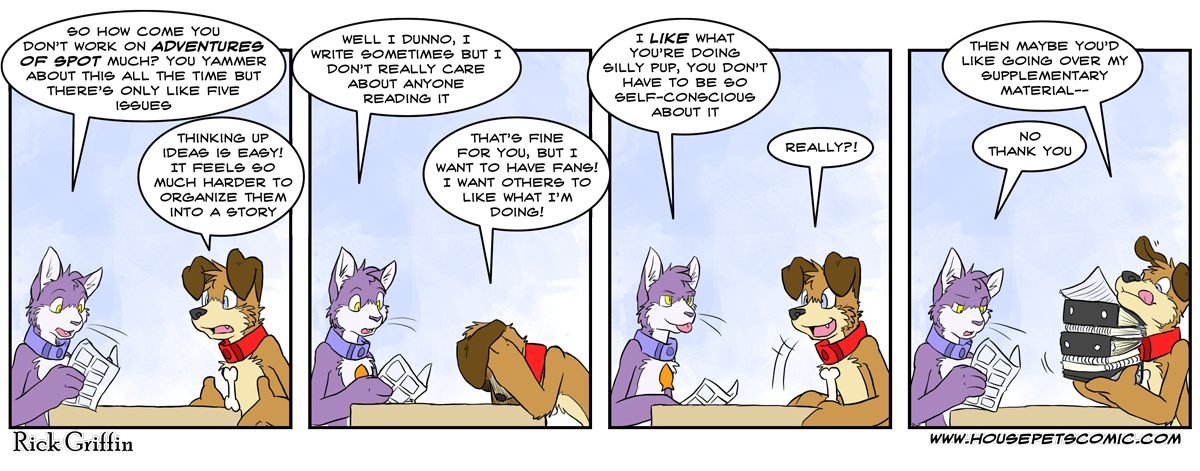 SO HOW COME YOU
DON'T WORK ON ADVENTURES
OF SPOT MUCH? YOU YAMMER
ABOUT THIS ALL THE TIME BUT
THERE'S ONLY LIKE FIVE
ISSUES
THINKING UP
IDEAS IS EASY!
IT FEELS SO
MUCH HARDER TO
ORGANIZE THEM
INTO A STORY
WELL I DUNNO, I
WRITE SOMETIMES BUT I
DON'T REALLY CARE
ABOUT ANYONE
READING IT
THAT'S FINE
FOR YOU, BUT I
WANT TO HAVE FANS!
I WANT OTHERS TO
LIKE WHAT I'M
DOING!
I LIKE WHAT
YOU'RE DOING
SILLY PUP, YOU DON'T
HAVE TO BE SO
SELF-CONSCIOUS
ABOUT IT
REALLY?!
THEN MAYBE YOU'D
LIKE GOING OVER MY
SUPPLEMENTARY
MATERIAL--
NO
THANK YOU
Rick Griffin
WWW.HOUSEPETSCOMIC.COM